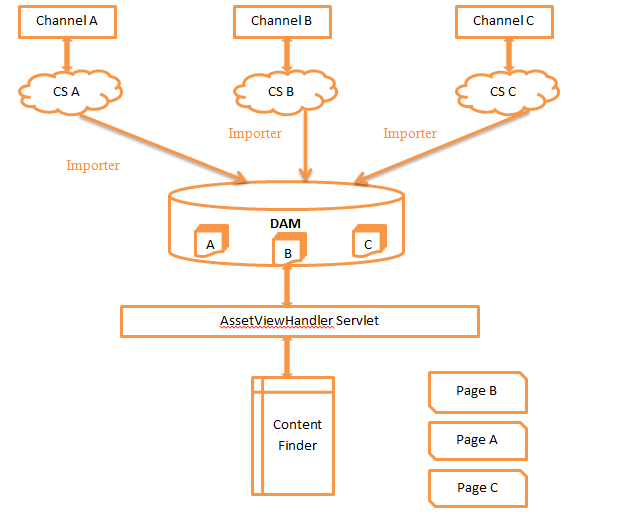 Channel A
Channel B
Channel C
CS A
CS B
CS C
Importer
Importer
Importer
DAM
A
B
C
AssetViewHandler Servlet
Content
Finder
Page B
Page A
Page C